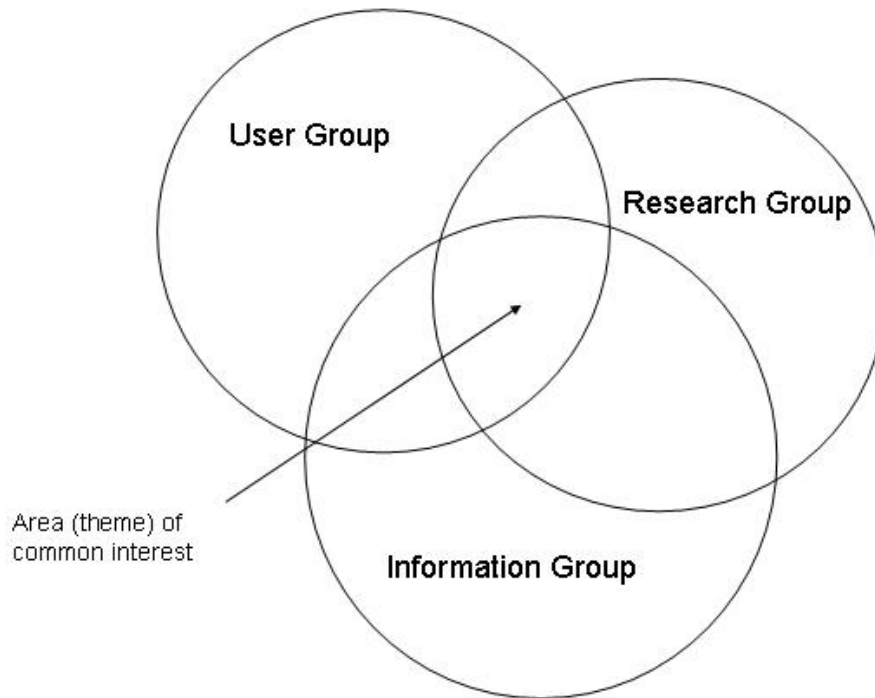 User Group
Research Group
Area (theme) of
common interest
Information Group